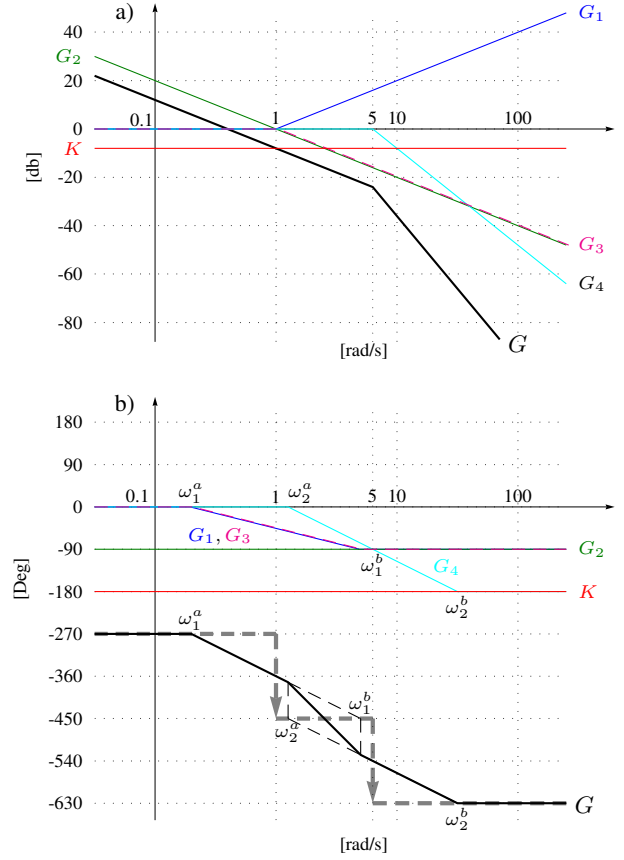 a)
40
G₁
G₂
20
0
0.1
1
5
10
100
K
[db]
-20
-40
G₃
-60
G₄
-80
G
[rad/s]
b)
180
90
0.1
ω₁ᵃ
1
ω₂ᵃ
5
10
100
0
G₁, G₃
-90
G₂
ω₁ᵇ
G₄
[Deg]
-180
K
ω₂ᵇ
ω₁ᵃ
-270
-360
ω₁ᵇ
-450
ω₂ᵃ
-540
-630
G
ω₂ᵇ
[rad/s]